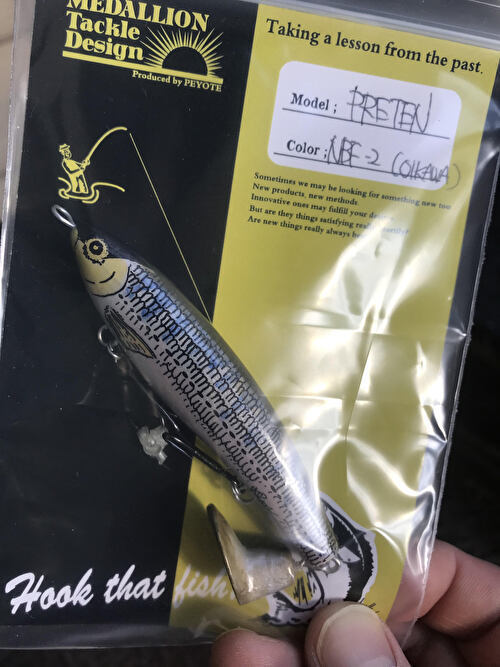 MEDALLION
Tackle
Design
Produced by PEYOTE
Taking a lesson from the past.
Model ; PRETEN
Color ; NBF-2 (OIKAWA)
Sometimes we may be looking for something new too
New products, new methods
Innovative ones may fulfill your
But are they things satisfying
Are new things really always
Hook that fish